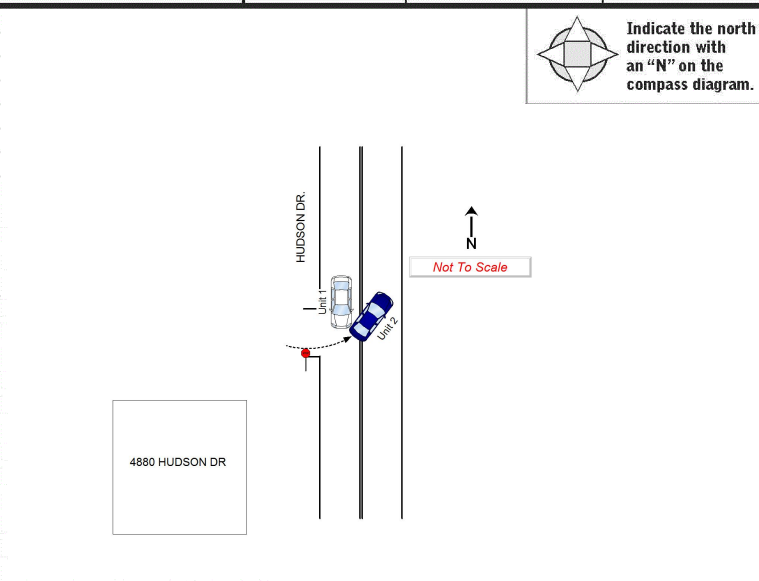 Indicate the north
direction with
an “N” on the
compass diagram.
HUDSON DR.
N
Not To Scale
Unit 1
Unit 2
4880 HUDSON DR